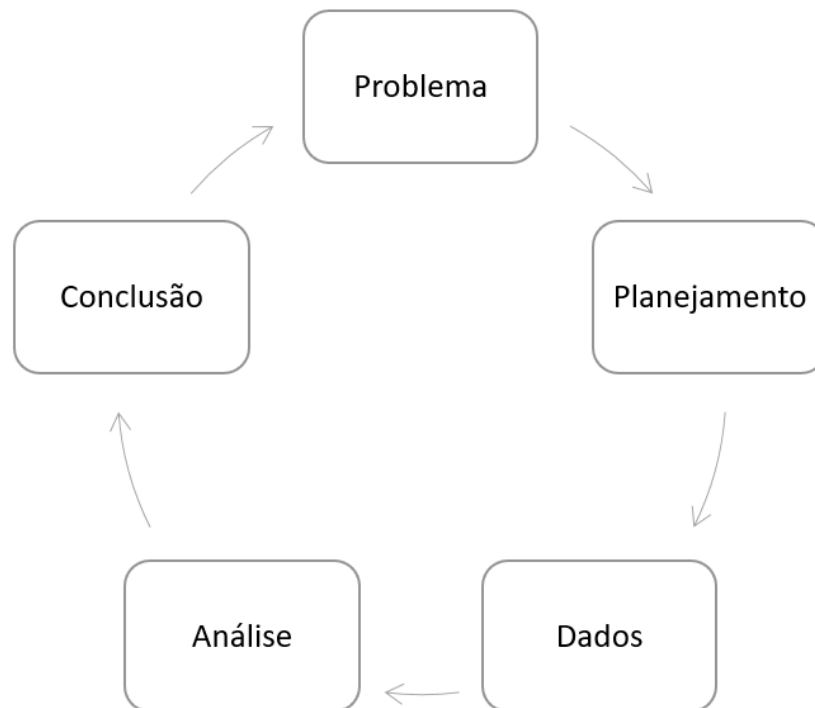 Problema
Planejamento
Dados
Análise
Conclusão